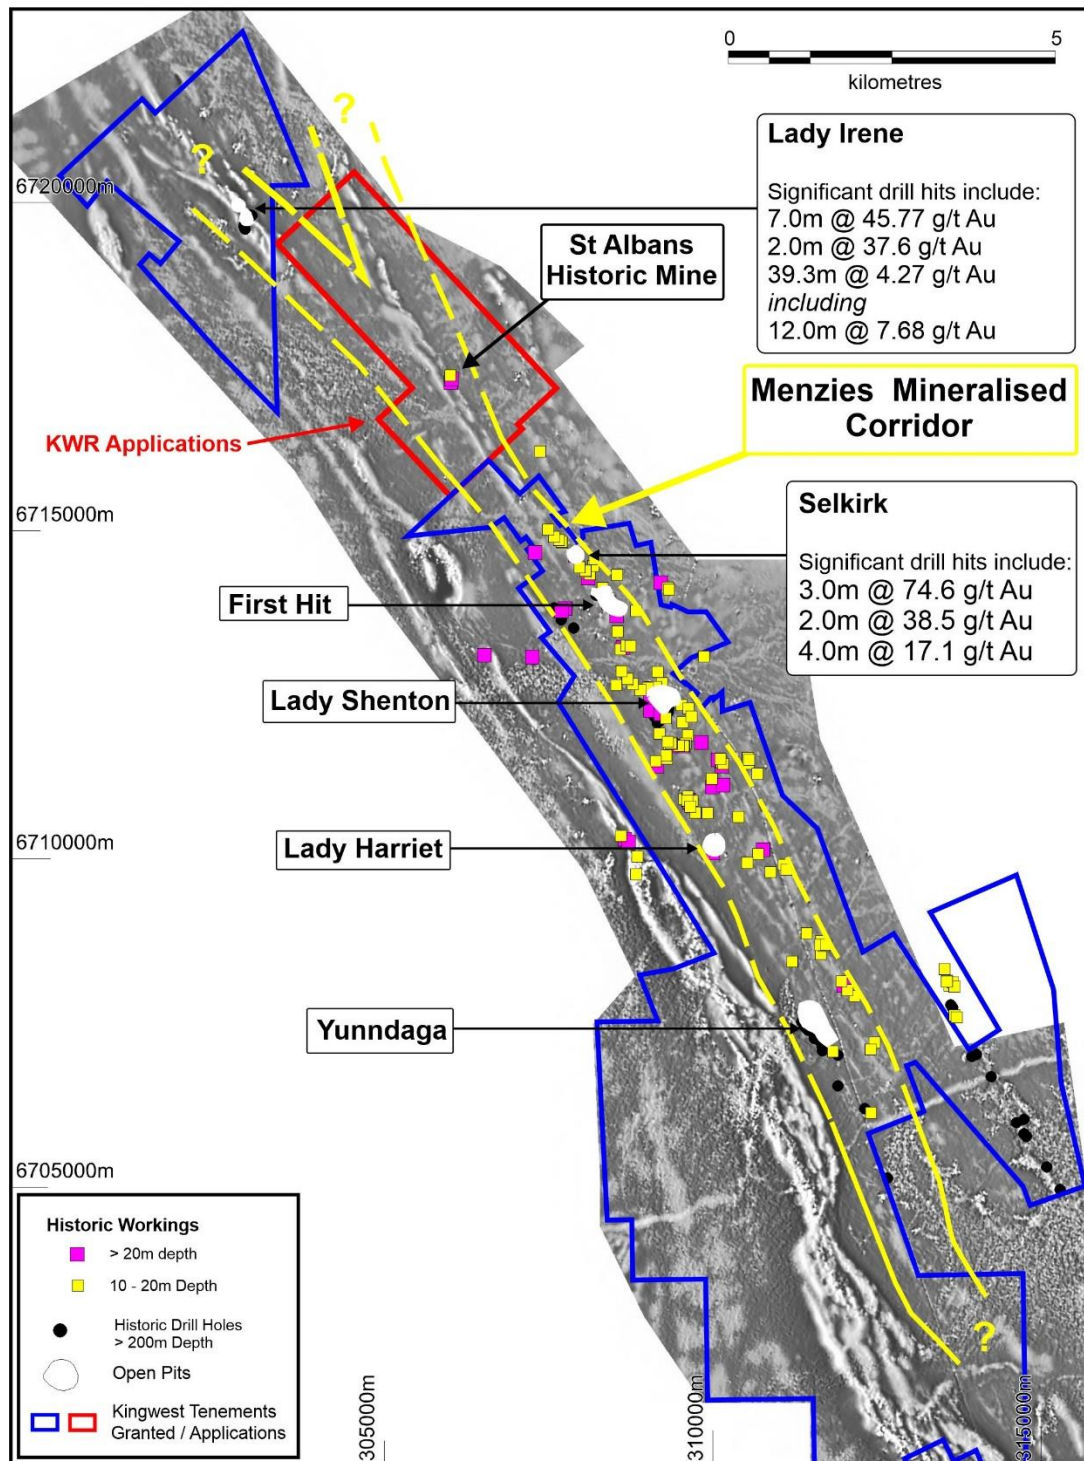 0 5
kilometres
Lady Irene
Significant drill hits include:
7.0m @ 45.77 g/t Au
2.0m @ 37.6 g/t Au
39.3m @ 4.27 g/t Au
including
12.0m @ 7.68 g/t Au
?
?
6720000m
St Albans
Historic Mine
Menzies Mineralised
Corridor
KWR Applications
6715000m
Selkirk
Significant drill hits include:
3.0m @ 74.6 g/t Au
2.0m @ 38.5 g/t Au
4.0m @ 17.1 g/t Au
First Hit
Lady Shenton
Lady Harriet
6710000m
Yunndaga
6705000m
?
Historic Workings
> 20m depth
10 - 20m Depth
Historic Drill Holes
> 200m Depth
Open Pits
Kingwest Tenements
Granted / Applications
305000m
310000m
315000m